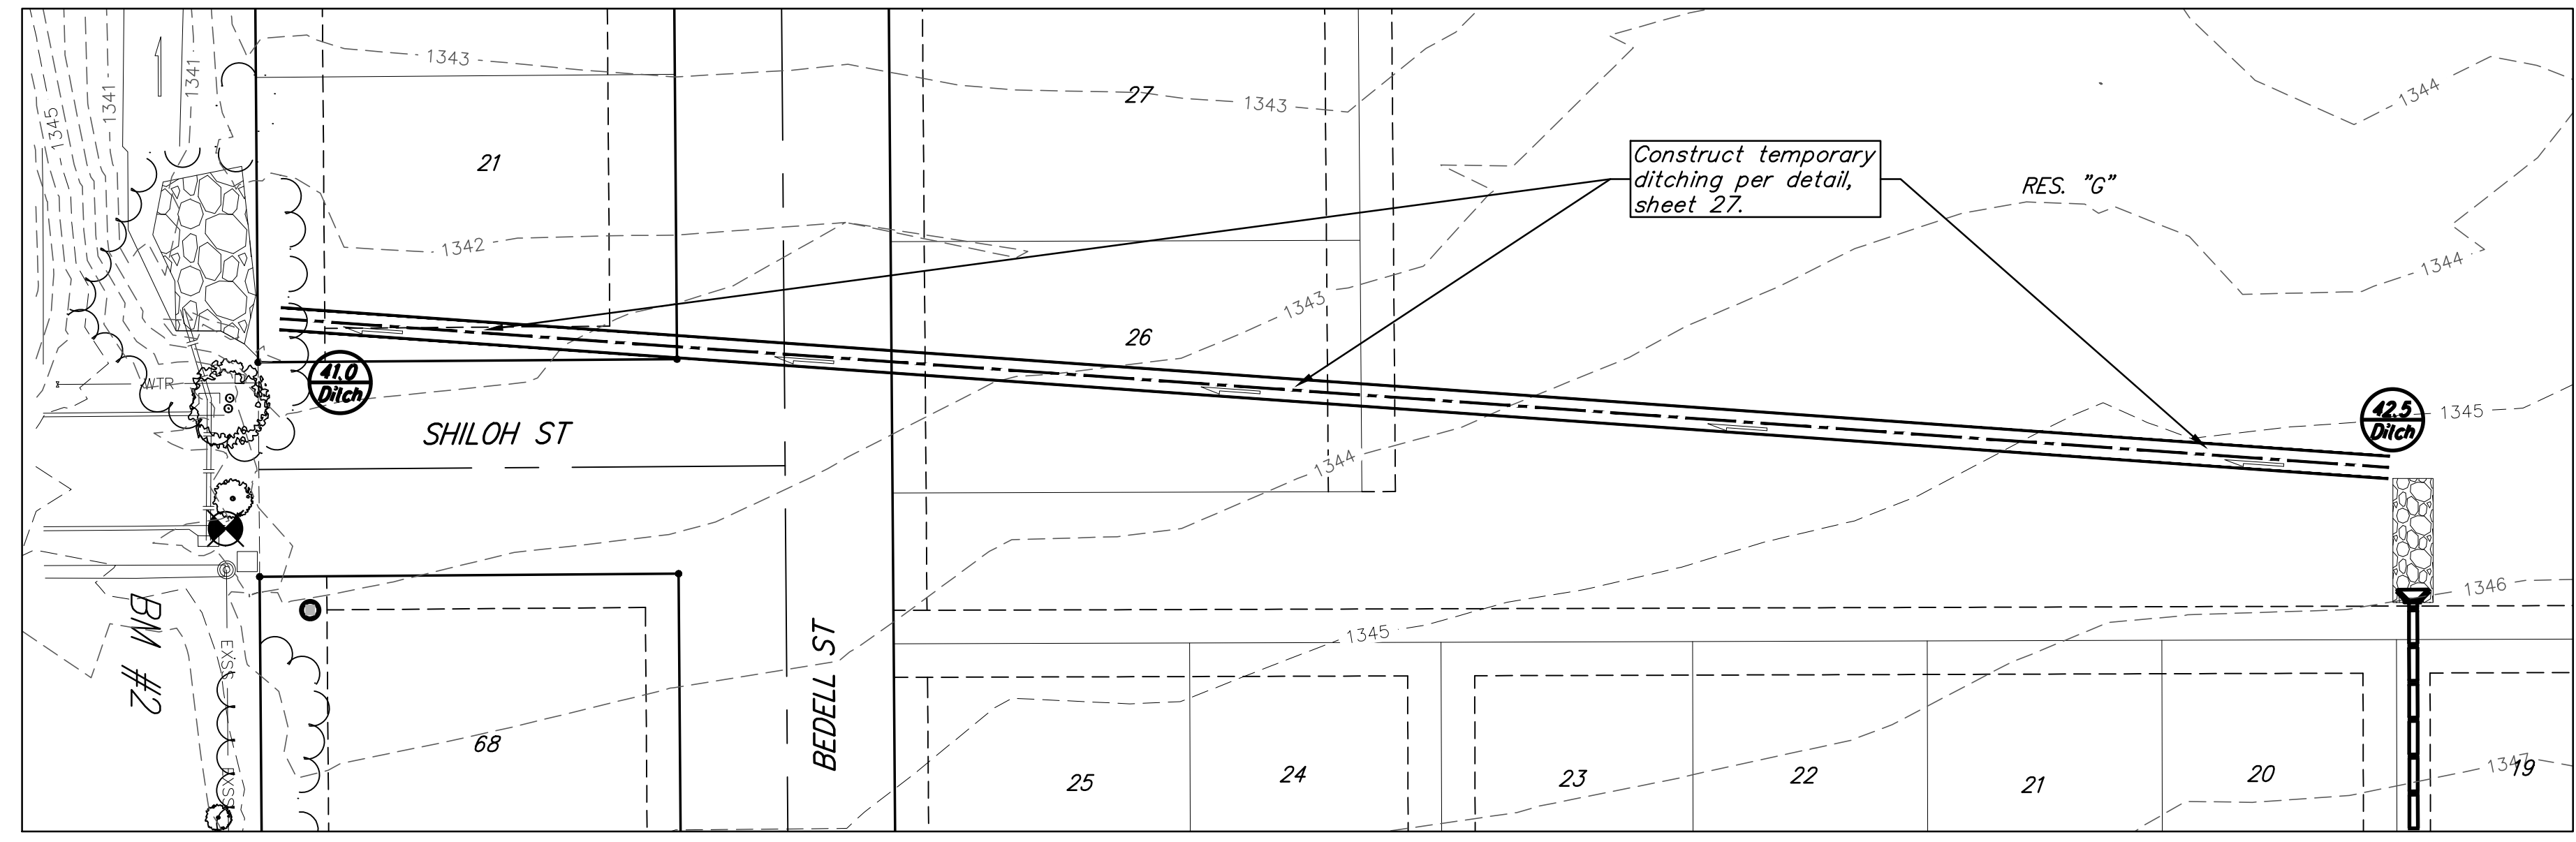 1343
1341
1341
1345
27
1343
1344
21
Construct temporary
ditching per detail,
sheet 27.
RES. "G"
1342
1344
1343
26
41.0
Ditch
WTR
42.5
Ditch
1345
SHILOH ST
1344
1346
BM #2
1345
EXSS
BEDELL ST
68
25
24
23
22
21
20
1347
19
EXSS